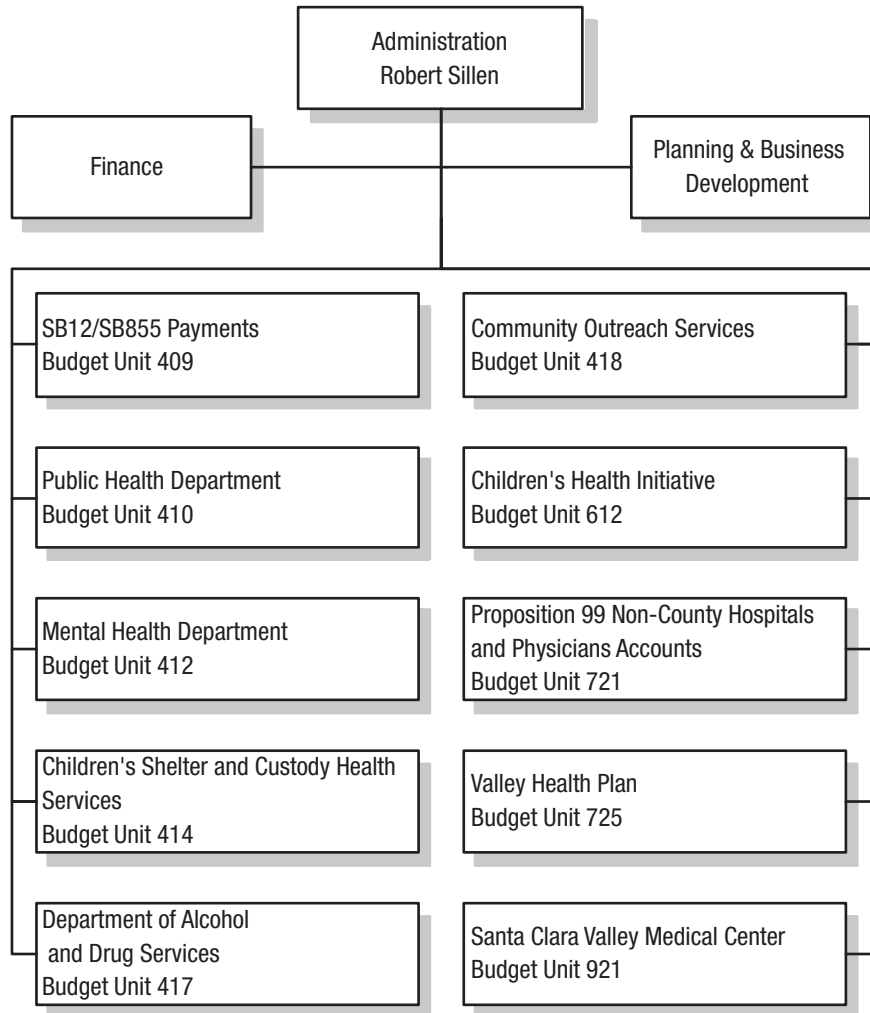 Administration
Robert Sillen
Finance
Planning & Business
Development
SB12/SB855 Payments
Budget Unit 409
Community Outreach Services
Budget Unit 418
Public Health Department
Budget Unit 410
Children's Health Initiative
Budget Unit 612
Mental Health Department
Budget Unit 412
Proposition 99 Non-County Hospitals
and Physicians Accounts
Budget Unit 721
Children's Shelter and Custody Health
Services
Budget Unit 414
Valley Health Plan
Budget Unit 725
Department of Alcohol
and Drug Services
Budget Unit 417
Santa Clara Valley Medical Center
Budget Unit 921